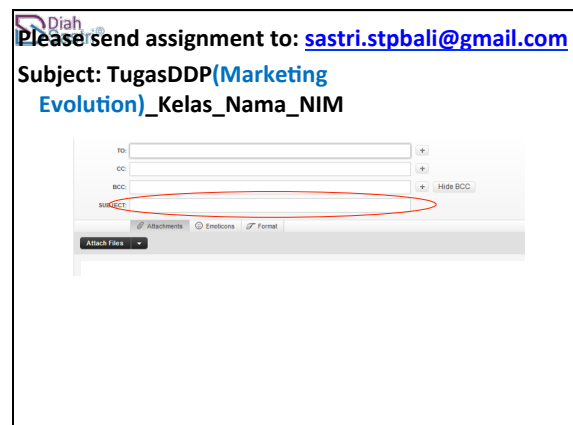 Diah
Sastri®
Please send assignment to: sastri.stpbali@gmail.com
Subject: TugasDDP(Marketing
Evolution)_Kelas_Nama_NIM
TO: +
CC: +
BCC: + Hide BCC
SUBJECT:
Attachments Emoticons Format
Attach Files